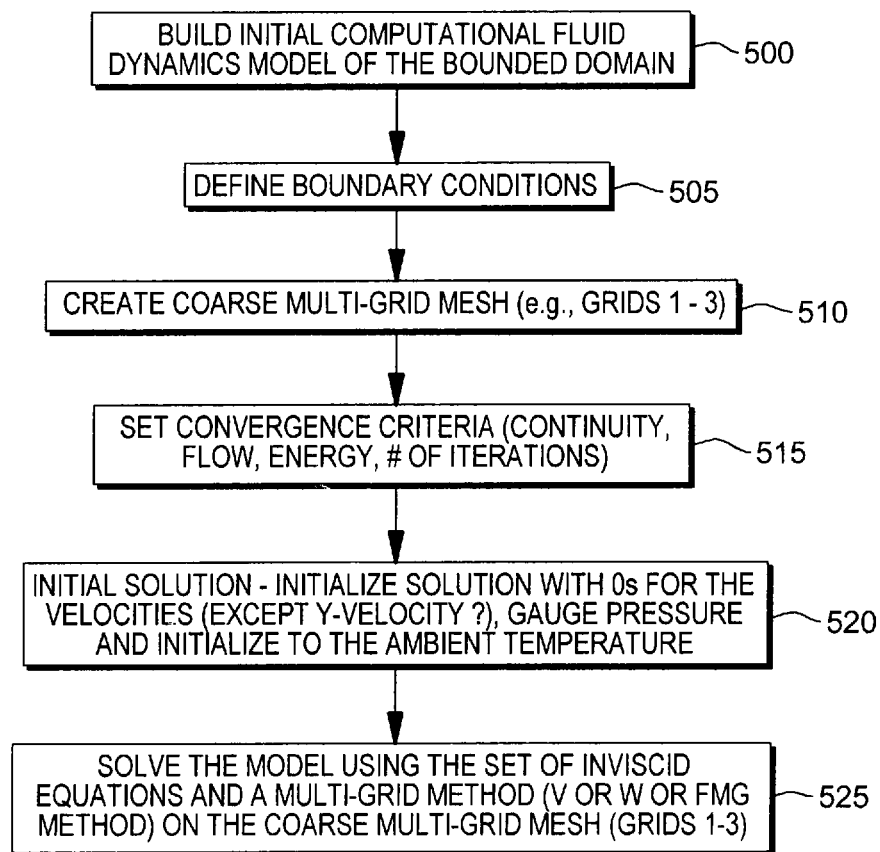 BUILD INITIAL COMPUTATIONAL FLUID
DYNAMICS MODEL OF THE BOUNDED DOMAIN
500
DEFINE BOUNDARY CONDITIONS
505
CREATE COARSE MULTI-GRID MESH (e.g., GRIDS 1 - 3)
510
SET CONVERGENCE CRITERIA (CONTINUITY,
FLOW, ENERGY, # OF ITERATIONS)
515
INITIAL SOLUTION - INITIALIZE SOLUTION WITH 0s FOR THE
VELOCITIES (EXCEPT Y-VELOCITY ?), GAUGE PRESSURE
AND INITIALIZE TO THE AMBIENT TEMPERATURE
520
SOLVE THE MODEL USING THE SET OF INVISCID
EQUATIONS AND A MULTI-GRID METHOD (V OR W OR FMG
METHOD) ON THE COARSE MULTI-GRID MESH (GRIDS 1-3)
525